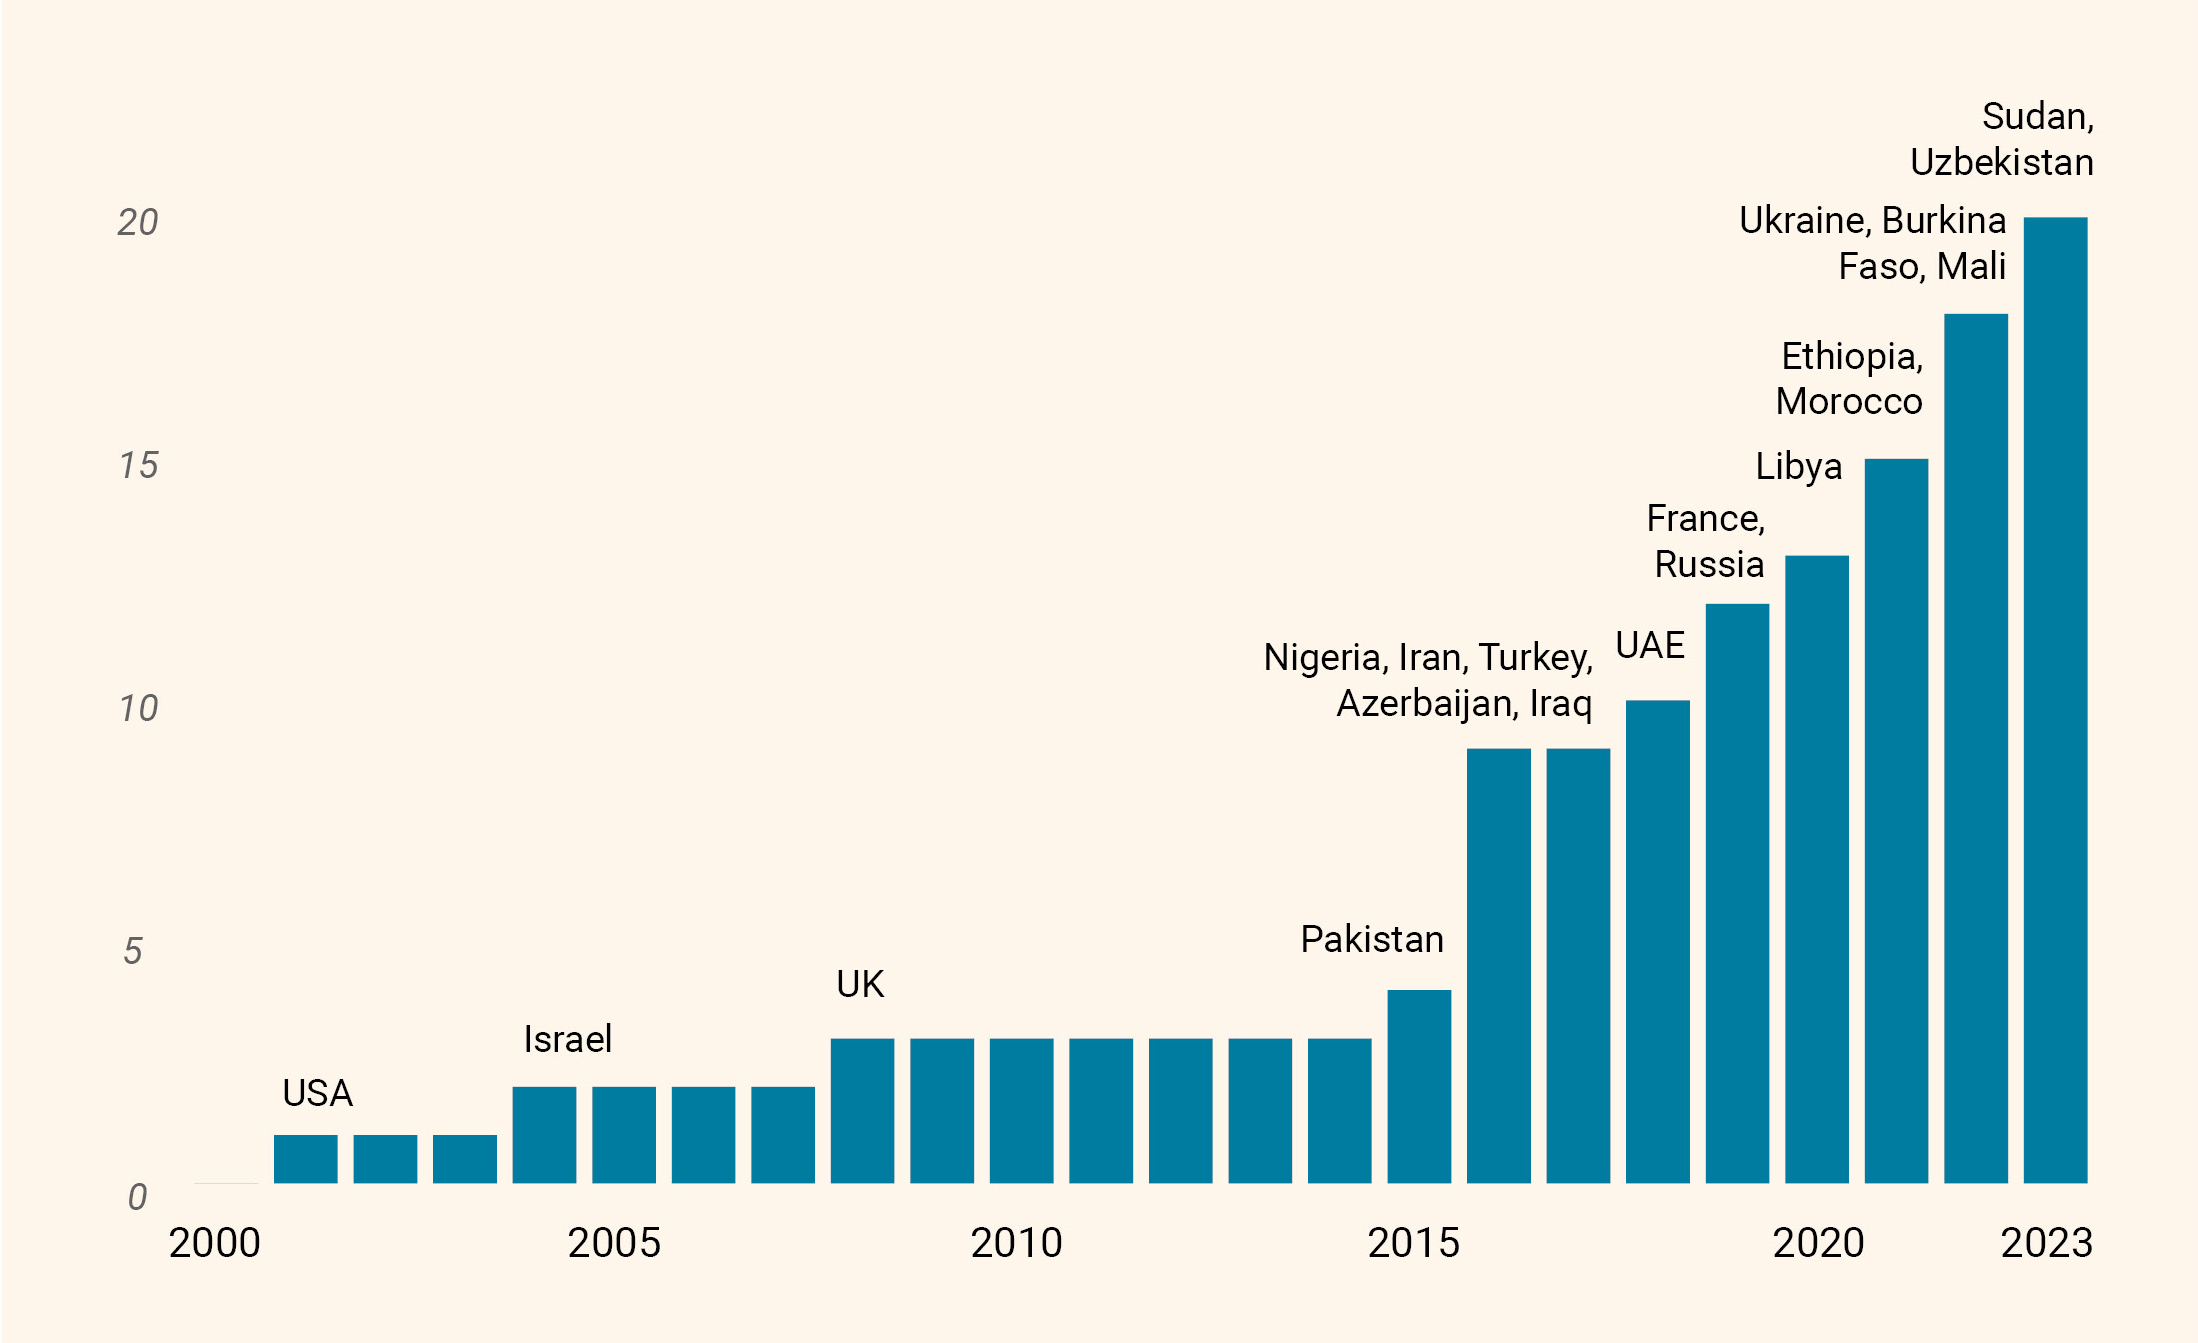 Sudan,
Uzbekistan
20
Ukraine, Burkina
Faso, Mali
Ethiopia,
Morocco
15
Libya
France,
Russia
UAE
Nigeria, Iran, Turkey,
Azerbaijan, Iraq
10
Pakistan
5
UK
Israel
USA
0
2000 2005 2010 2015 2020 2023